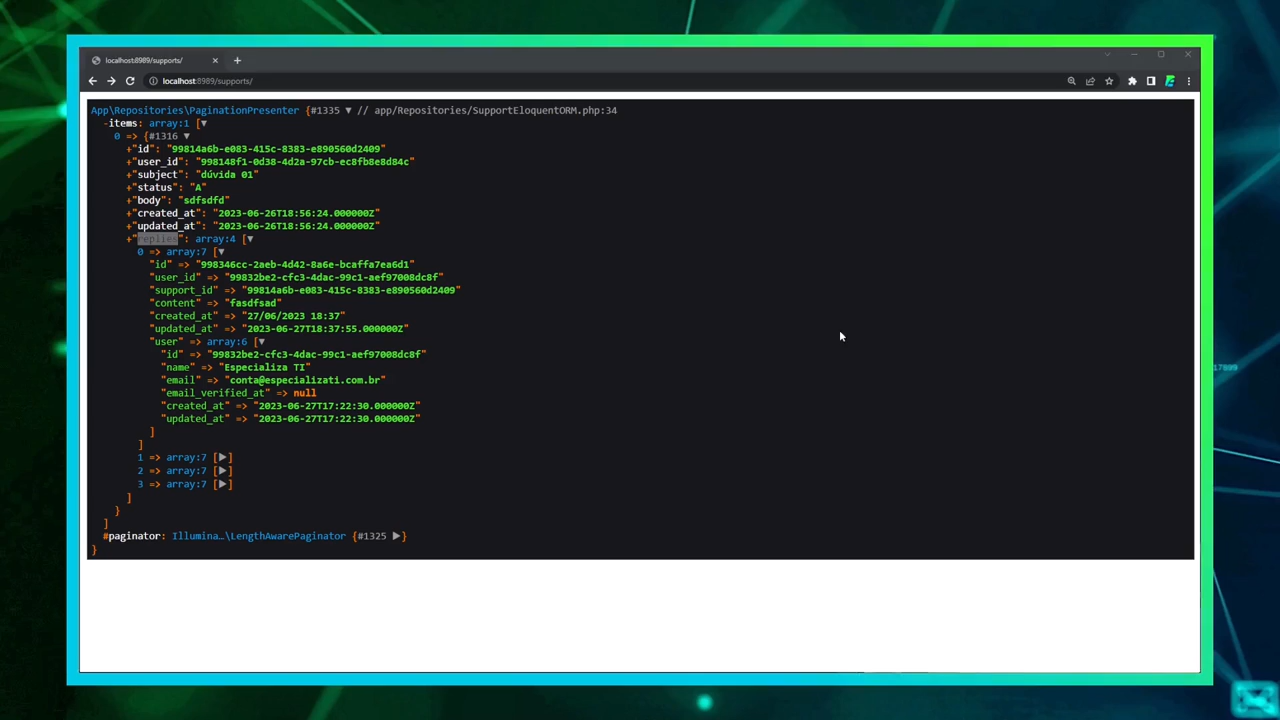 localhost:8989/supports/
localhost:8989/supports/
App\Repositories\PaginationPresenter {#1335 ▼ // app/Repositories/SupportEloquentORM.php:34
-items: array:1 [▼
0 => {#1316 ▼
+"id": "99814a6b-e083-415c-8383-e890560d2409"
+"user_id": "998148f1-0d38-4d2a-97cb-ec8fb8e8d84c"
+"subject": "dúvida 01"
+"status": "A"
+"body": "sdfsdfd"
+"created_at": "2023-06-26T18:56:24.000000Z"
+"updated_at": "2023-06-26T18:56:24.000000Z"
+"replies": array:4 [▼
0 => array:7 [▼
"id" => "998346cc-2aeb-4d42-8a6e-bcaffa7ea6d1"
"user_id" => "99832be2-cfc3-4dac-99c1-aef97008dc8f"
"support_id" => "99814a6b-e083-415c-8383-e890560d2409"
"content" => "fasdfsad"
"created_at" => "27/06/2023 18:37"
"updated_at" => "2023-06-27T18:37:55.000000Z"
"user" => array:6 [▼
"id" => "99832be2-cfc3-4dac-99c1-aef97008dc8f"
"name" => "Especializa TI"
"email" => "conta@especializati.com.br"
"email_verified_at" => null
"created_at" => "2023-06-27T17:22:30.000000Z"
"updated_at" => "2023-06-27T17:22:30.000000Z"
]
]
1 => array:7 [▶]
2 => array:7 [▶]
3 => array:7 [▶]
]
}
]
#paginator: Illumina…\LengthAwarePaginator {#1325 ▶}
}
17899